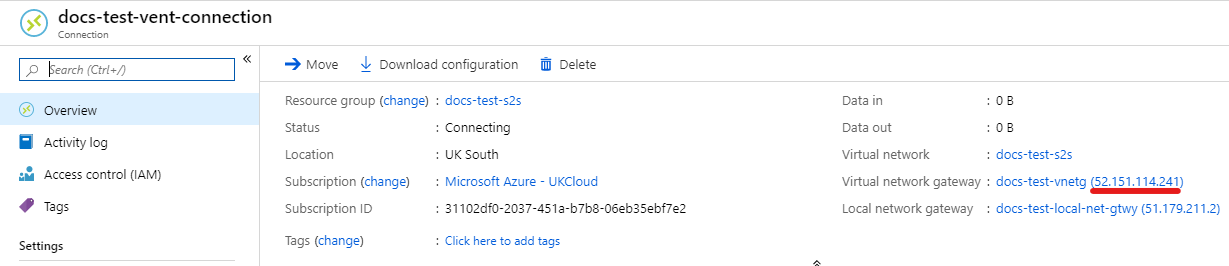 docs-test-vent-connection
Connection
Search (Ctrl+/)
«
Overview
Activity log
Access control (IAM)
Tags
Settings
Move Download configuration Delete
Resource group (change) : docs-test-s2s
Status : Connecting
Location : UK South
Subscription (change) : Microsoft Azure - UKCloud
Subscription ID : 31102df0-2037-451a-b7b8-06eb35ebf7e2
Tags (change) : Click here to add tags
Data in : 0 B
Data out : 0 B
Virtual network : docs-test-s2s
Virtual network gateway : docs-test-vnetg (52.151.114.241)
Local network gateway : docs-test-local-net-gtwy (51.179.211.2)